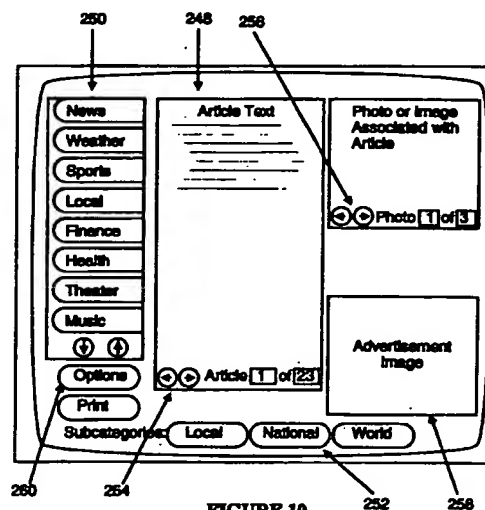 250 248 256
News
Weather
Sports
Local
Finance
Health
Theater
Music
Options
Print
Article Text
Article 1 of 23
Photo or Image
Associated with
Article
Photo 1 of 3
Advertisement
Image
Subcategories: Local National World
260 254 252 258
FIGURE 10